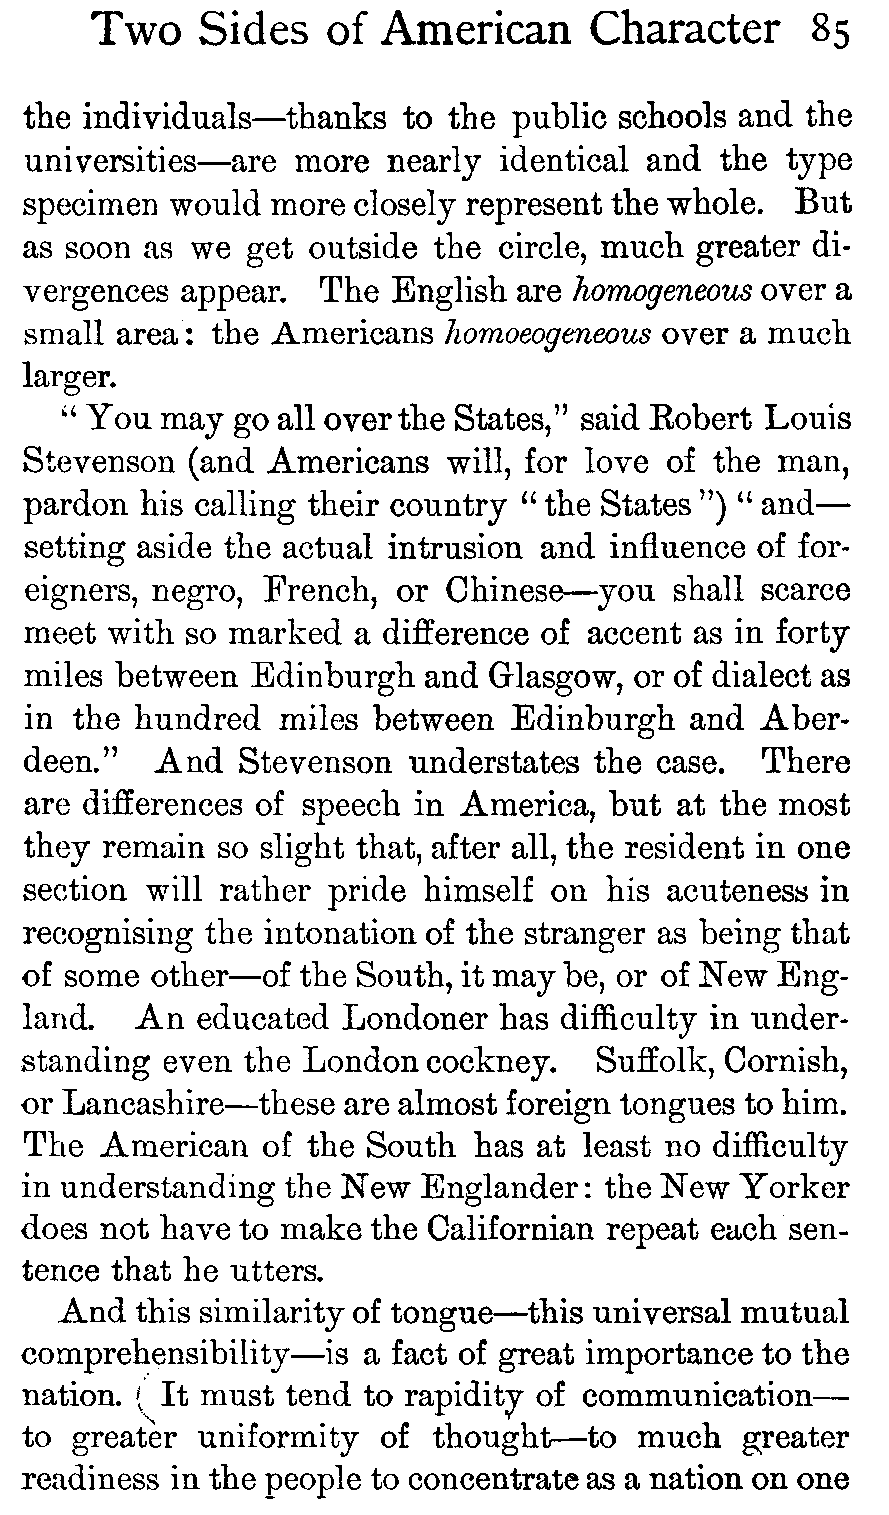 Two Sides of American Character 85
the individuals—thanks to the public schools and the
universities—are more nearly identical and the type
specimen would more closely represent the whole. But
as soon as we get outside the circle, much greater di-
vergences appear. The English are homogeneous over a
small area: the Americans homoeogeneous over a much
larger.
“ You may go all over the States,” said Robert Louis
Stevenson (and Americans will, for love of the man,
pardon his calling their country “ the States ”) “ and—
setting aside the actual intrusion and influence of for-
eigners, negro, French, or Chinese—you shall scarce
meet with so marked a difference of accent as in forty
miles between Edinburgh and Glasgow, or of dialect as
in the hundred miles between Edinburgh and Aber-
deen.” And Stevenson understates the case. There
are differences of speech in America, but at the most
they remain so slight that, after all, the resident in one
section will rather pride himself on his acuteness in
recognising the intonation of the stranger as being that
of some other—of the South, it may be, or of New Eng-
land. An educated Londoner has difficulty in under-
standing even the London cockney. Suffolk, Cornish,
or Lancashire—these are almost foreign tongues to him.
The American of the South has at least no difficulty
in understanding the New Englander: the New Yorker
does not have to make the Californian repeat each sen-
tence that he utters.
And this similarity of tongue—this universal mutual
comprehensibility—is a fact of great importance to the
nation. It must tend to rapidity of communication—
to greater uniformity of thought—to much greater
readiness in the people to concentrate as a nation on one